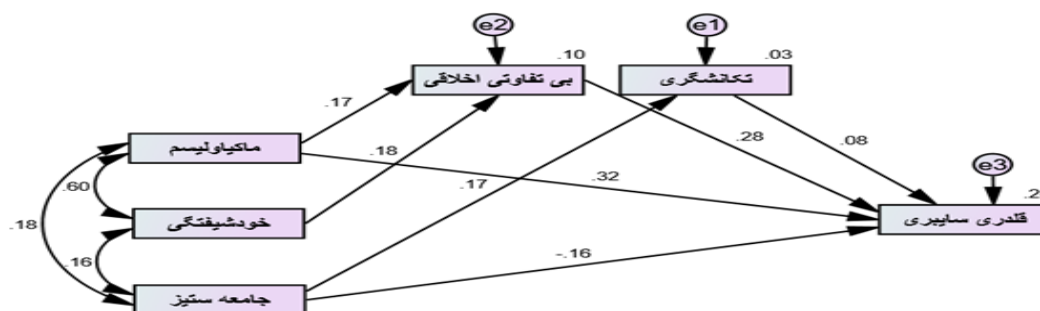 e2
e1
.10
.03
بی تفاوتی اخلاقی
تکانشگری
.17
.28
.08
ماکیاولیسم
.18
.17
.32
e3
.60
.2
.18
خودشیفتگی
قلدری سایبری
.16
-.16
جامعه ستیز